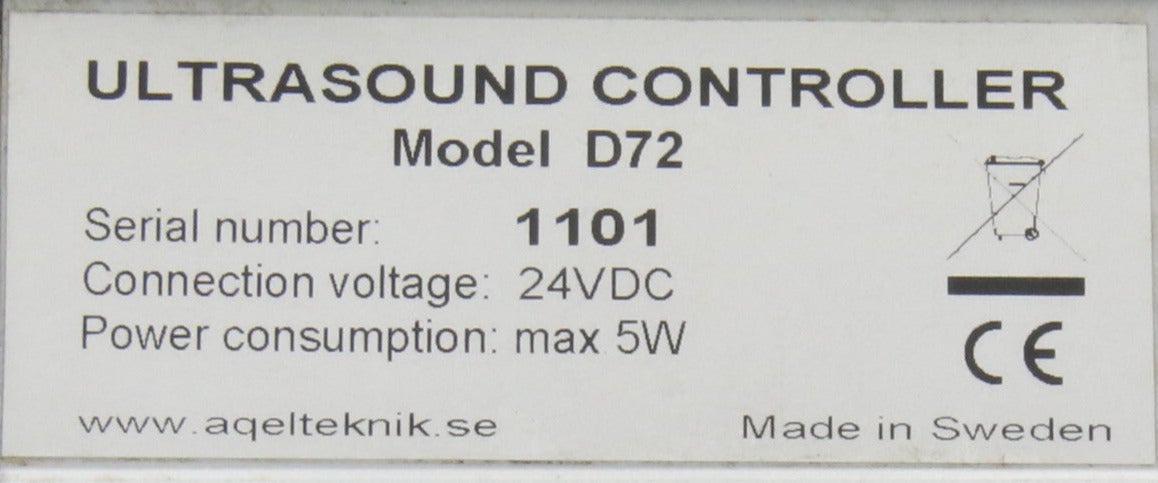 ULTRASOUND CONTROLLER
Model D72
Serial number: 1101
Connection voltage: 24VDC
Power consumption: max 5W
CE
www.aqelteknik.se
Made in Sweden